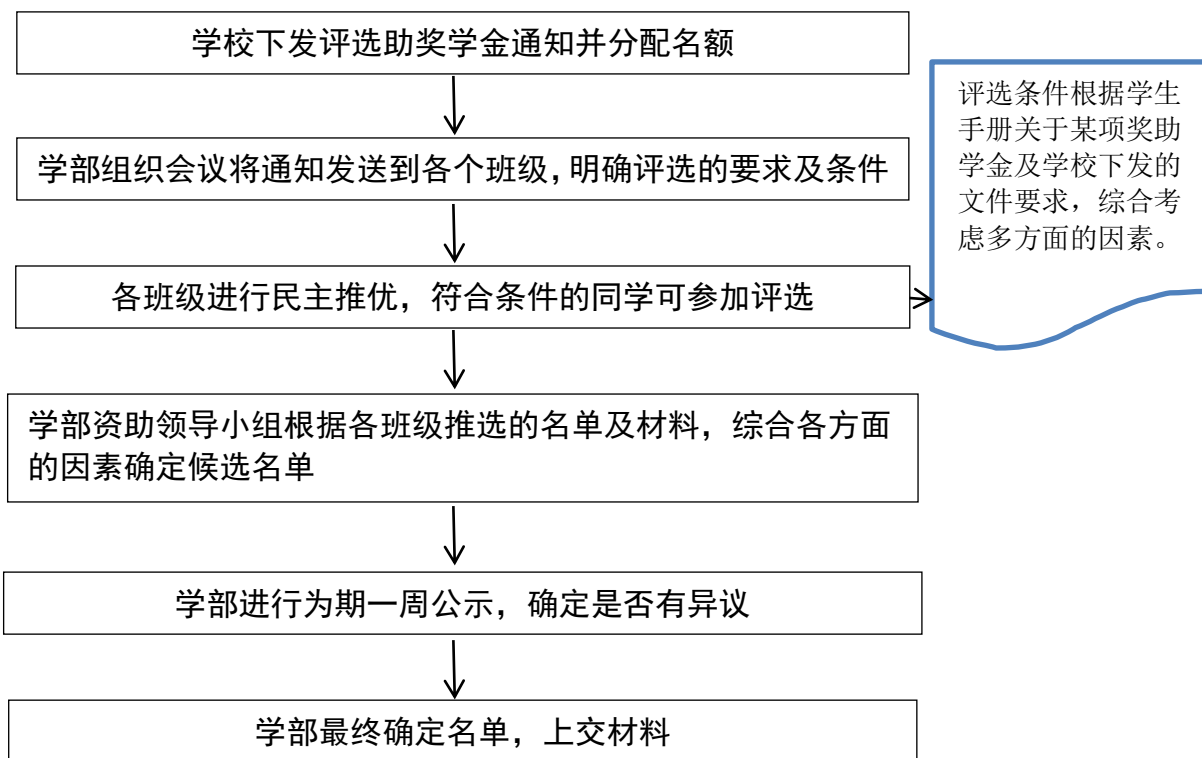 学校下发评选助奖学金通知并分配名额
学部组织会议将通知发送到各个班级，明确评选的要求及条件
各班级进行民主推优，符合条件的同学可参加评选
评选条件根据学生
手册关于某项奖助
学金及学校下发的
文件要求，综合考
虑多方面的因素。
学部资助领导小组根据各班级推选的名单及材料，综合各方面
的因素确定候选名单
学部进行为期一周公示，确定是否有异议
学部最终确定名单，上交材料